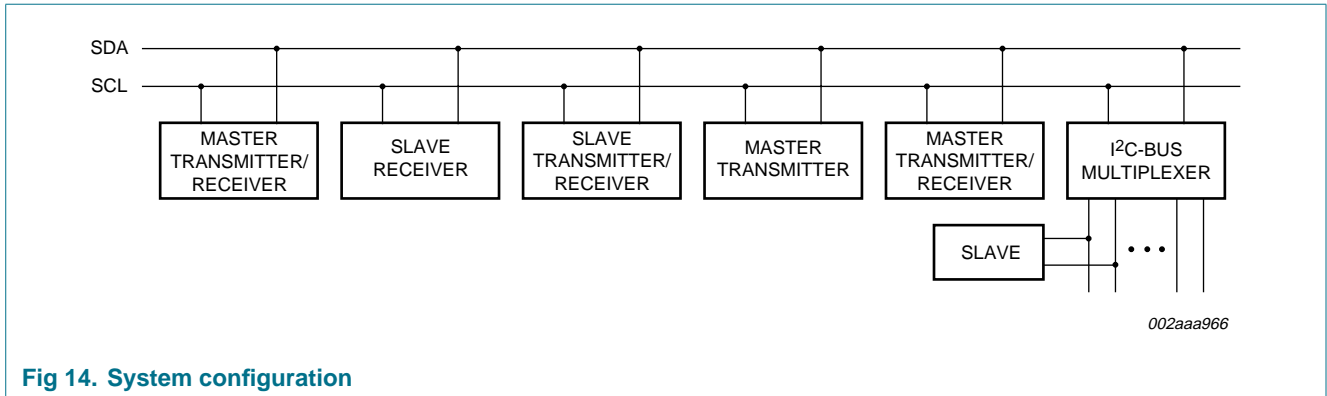 SDA
SCL
MASTER
TRANSMITTER/
RECEIVER
SLAVE
RECEIVER
SLAVE
TRANSMITTER/
RECEIVER
MASTER
TRANSMITTER
MASTER
TRANSMITTER/
RECEIVER
I²C-BUS
MULTIPLEXER
SLAVE
002aaa966
Fig 14. System configuration